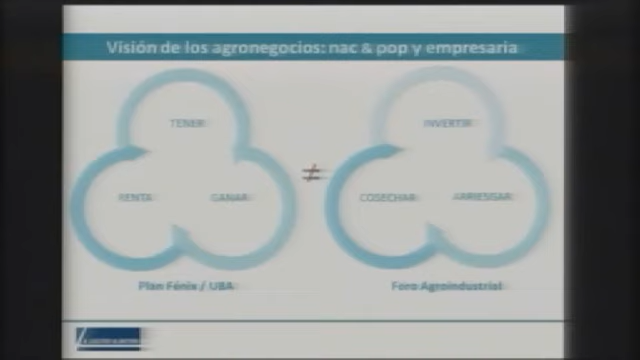 Visión de los agronegocios: nac & pop y empresaria
TENER
INVERTIR
≠
RENTA
GANAR
COSECHAR
ARRIESGAR
Plan Fénix / UBA
Foro Agroindustrial